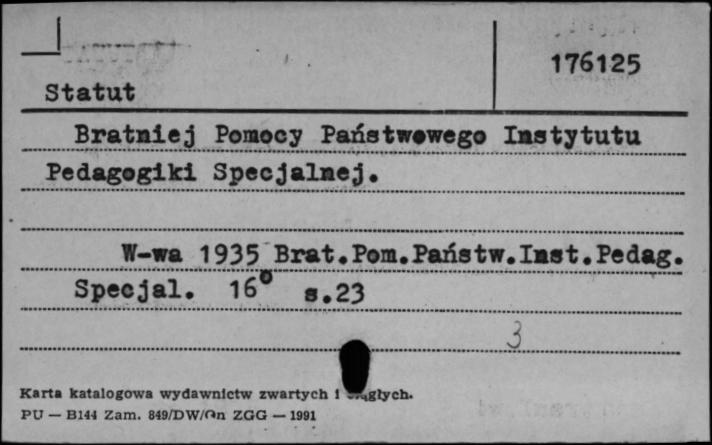 176125
Statut
Bratniej Pomocy Państwowego Instytutu
Pedagogiki Specjalnej.
W-wa 1935 Brat.Pom.Państw.Inst.Pedag.
Specjal. 16° s.23
3
Karta katalogowa wydawnictw zwartych i ciągłych.
PU — B144 Zam. 849/DW/On ZGG — 1991